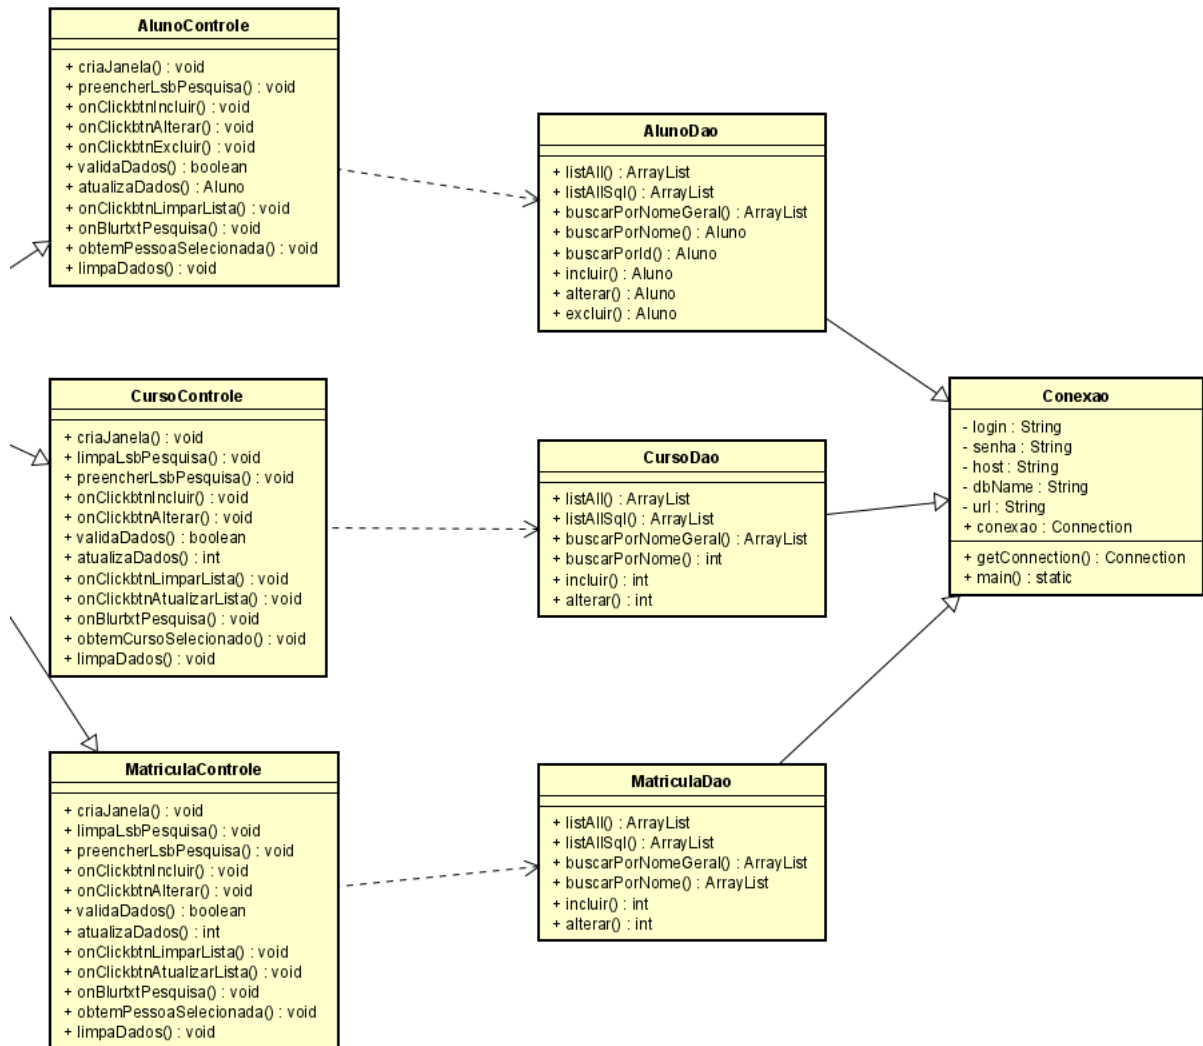 AlunoControle
+ criaJanela() : void
+ preencherLsbPesquisa() : void
+ onClickbtnIncluir() : void
+ onClickbtnAlterar() : void
+ onClickbtnExcluir() : void
+ validaDados() : boolean
+ atualizaDados() : Aluno
+ onClickbtnLimparLista() : void
+ onBlurtxtPesquisa() : void
+ obtemPessoaSelecionada() : void
+ limpaDados() : void
AlunoDao
+ listAll() : ArrayList
+ listAllSql() : ArrayList
+ buscarPorNomeGeral() : ArrayList
+ buscarPorNome() : Aluno
+ buscarPorId() : Aluno
+ incluir() : Aluno
+ alterar() : Aluno
+ excluir() : Aluno
CursoControle
+ criaJanela() : void
+ limpaLsbPesquisa() : void
+ preencherLsbPesquisa() : void
+ onClickbtnIncluir() : void
+ onClickbtnAlterar() : void
+ validaDados() : boolean
+ atualizaDados() : int
+ onClickbtnLimparLista() : void
+ onClickbtnAtualizarLista() : void
+ onBlurtxtPesquisa() : void
+ obtemCursoSelecionado() : void
+ limpaDados() : void
CursoDao
+ listAll() : ArrayList
+ listAllSql() : ArrayList
+ buscarPorNomeGeral() : ArrayList
+ buscarPorNome() : int
+ incluir() : int
+ alterar() : int
Conexao
- login : String
- senha : String
- host : String
- dbName : String
- url : String
+ conexao : Connection
+ getConnection() : Connection
+ main() : static
MatriculaControle
+ criaJanela() : void
+ limpaLsbPesquisa() : void
+ preencherLsbPesquisa() : void
+ onClickbtnIncluir() : void
+ onClickbtnAlterar() : void
+ validaDados() : boolean
+ atualizaDados() : int
+ onClickbtnLimparLista() : void
+ onClickbtnAtualizarLista() : void
+ onBlurtxtPesquisa() : void
+ obtemPessoaSelecionada() : void
+ limpaDados() : void
MatriculaDao
+ listAll() : ArrayList
+ listAllSql() : ArrayList
+ buscarPorNomeGeral() : ArrayList
+ buscarPorNome() : ArrayList
+ incluir() : int
+ alterar() : int